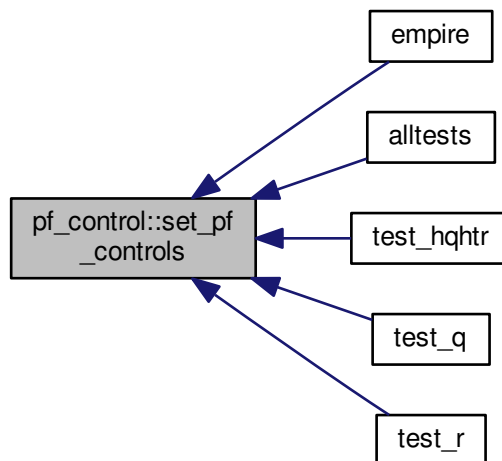 empire
alltests
pf_control::set_pf
_controls
test_hqhtr
test_q
test_r